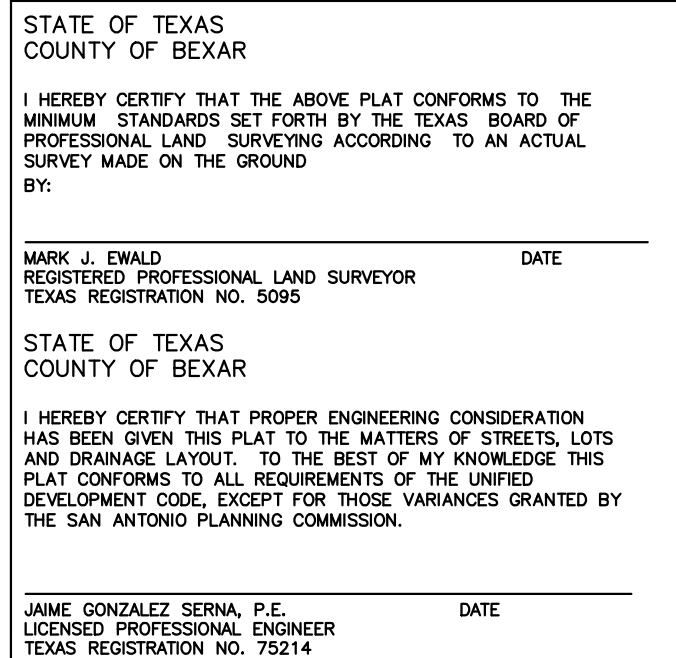 STATE OF TEXAS
COUNTY OF BEXAR
I HEREBY CERTIFY THAT THE ABOVE PLAT CONFORMS TO THE
MINIMUM STANDARDS SET FORTH BY THE TEXAS BOARD OF
PROFESSIONAL LAND SURVEYING ACCORDING TO AN ACTUAL
SURVEY MADE ON THE GROUND
BY:
MARK J. EWALD DATE
REGISTERED PROFESSIONAL LAND SURVEYOR
TEXAS REGISTRATION NO. 5095
STATE OF TEXAS
COUNTY OF BEXAR
I HEREBY CERTIFY THAT PROPER ENGINEERING CONSIDERATION
HAS BEEN GIVEN THIS PLAT TO THE MATTERS OF STREETS, LOTS
AND DRAINAGE LAYOUT. TO THE BEST OF MY KNOWLEDGE THIS
PLAT CONFORMS TO ALL REQUIREMENTS OF THE UNIFIED
DEVELOPMENT CODE, EXCEPT FOR THOSE VARIANCES GRANTED BY
THE SAN ANTONIO PLANNING COMMISSION.
JAIME GONZALEZ SERNA, P.E. DATE
LICENSED PROFESSIONAL ENGINEER
TEXAS REGISTRATION NO. 75214